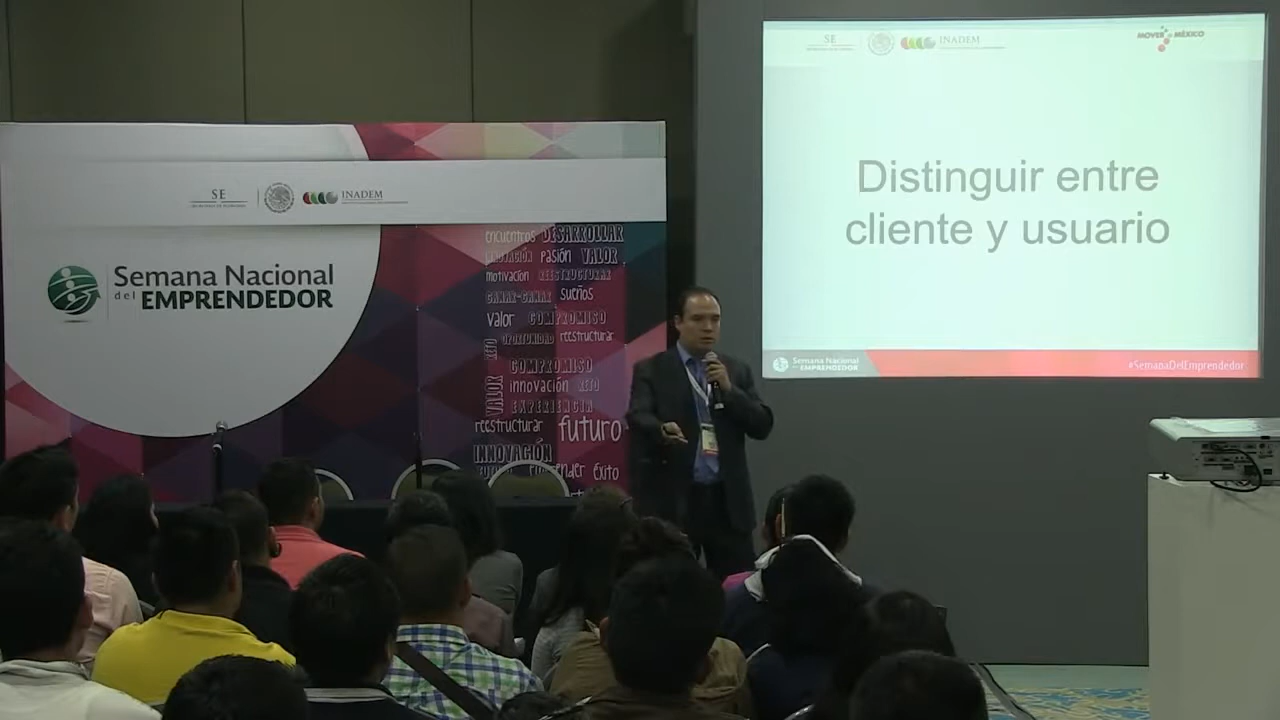 SE
INADEM
Semana Nacional
del EMPRENDEDOR
encuentros DESARROLLAR
pasión VALOR
motivación REESTRUCTURAR
GANAR-GANAR sueños
valor COMPROMISO
RETO OPORTUNIDAD reestructurar
COMPROMISO
VALOR innovación RETO
EXPERIENCIA
reestructurar futuro
INNOVACIÓN
éxito
SE
INADEM
MOVER MÉXICO
Distinguir entre
cliente y usuario
Semana Nacional
del EMPRENDEDOR
#SemanaDelEmprendedor